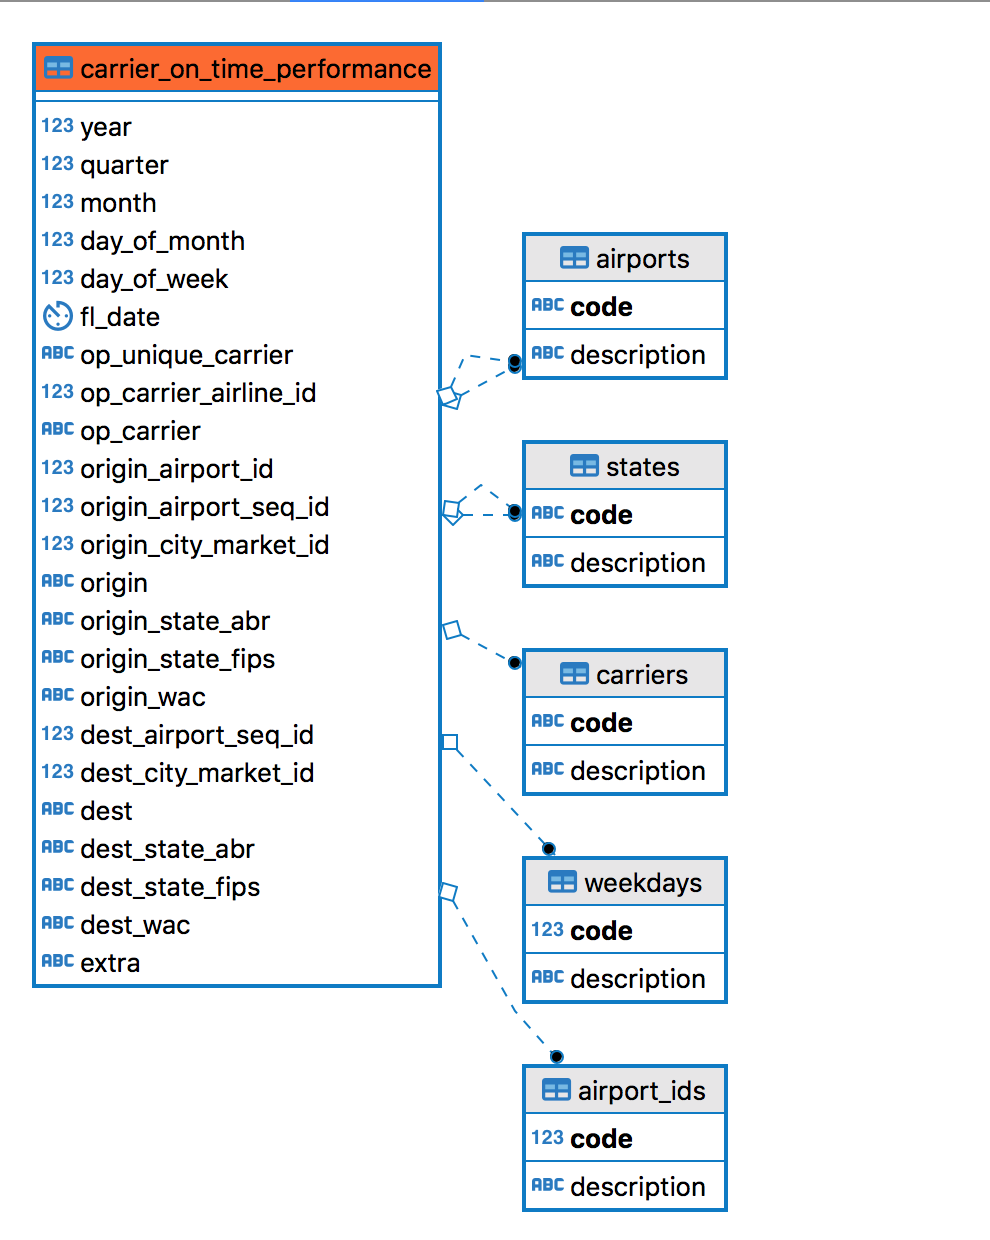 carrier_on_time_performance
123 year
123 quarter
123 month
123 day_of_month
123 day_of_week
fl_date
ABC op_unique_carrier
123 op_carrier_airline_id
ABC op_carrier
123 origin_airport_id
123 origin_airport_seq_id
123 origin_city_market_id
ABC origin
ABC origin_state_abr
ABC origin_state_fips
ABC origin_wac
123 dest_airport_seq_id
123 dest_city_market_id
ABC dest
ABC dest_state_abr
ABC dest_state_fips
ABC dest_wac
ABC extra
airports
ABC code
ABC description
states
ABC code
ABC description
carriers
ABC code
ABC description
weekdays
123 code
ABC description
airport_ids
123 code
ABC description